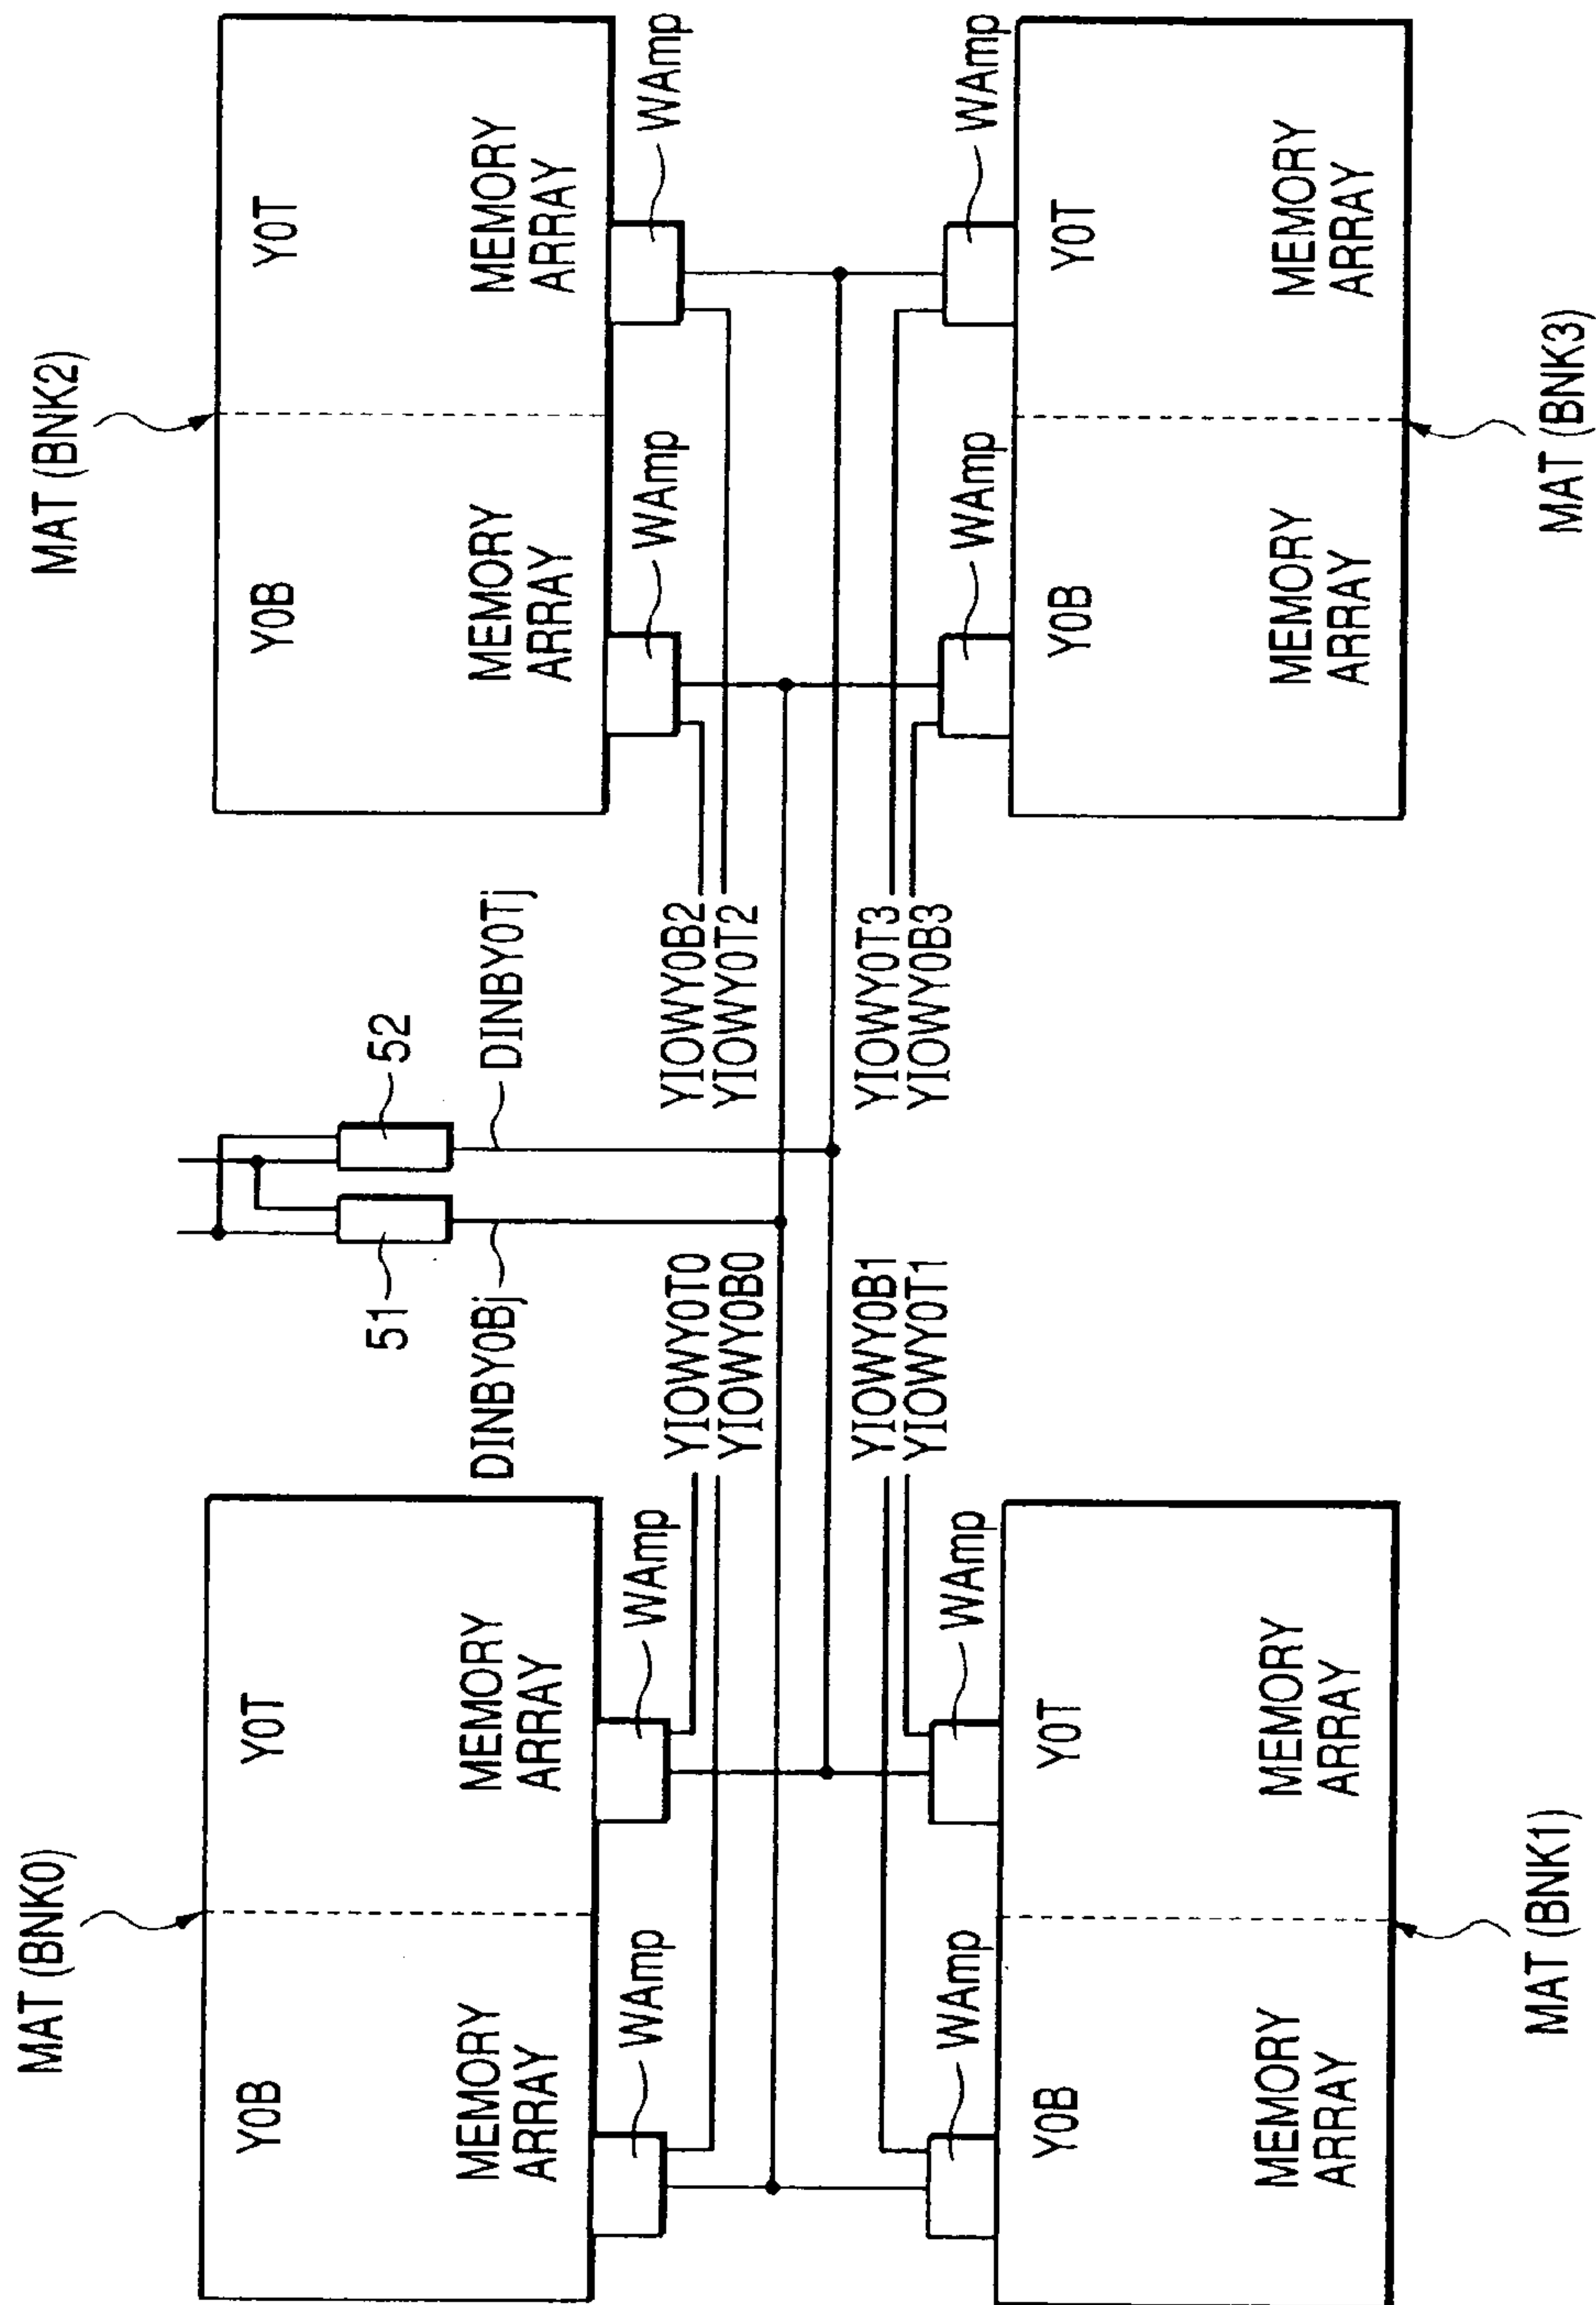 MAT (BNK0)
MAT (BNK2)
Y0B
Y0T
Y0B
Y0T
51
52
MEMORY
ARRAY
MEMORY
ARRAY
DINBY0Bj
DINBY0Tj
MEMORY
ARRAY
MEMORY
ARRAY
WAmp
WAmp
WAmp
WAmp
YIOWY0T0
YIOWY0B0
YIOWY0B2
YIOWY0T2
YIOWY0B1
YIOWY0T1
YIOWY0T3
YIOWY0B3
WAmp
WAmp
WAmp
WAmp
Y0B
Y0T
Y0B
Y0T
MEMORY
ARRAY
MEMORY
ARRAY
MEMORY
ARRAY
MEMORY
ARRAY
MAT (BNK1)
MAT (BNK3)